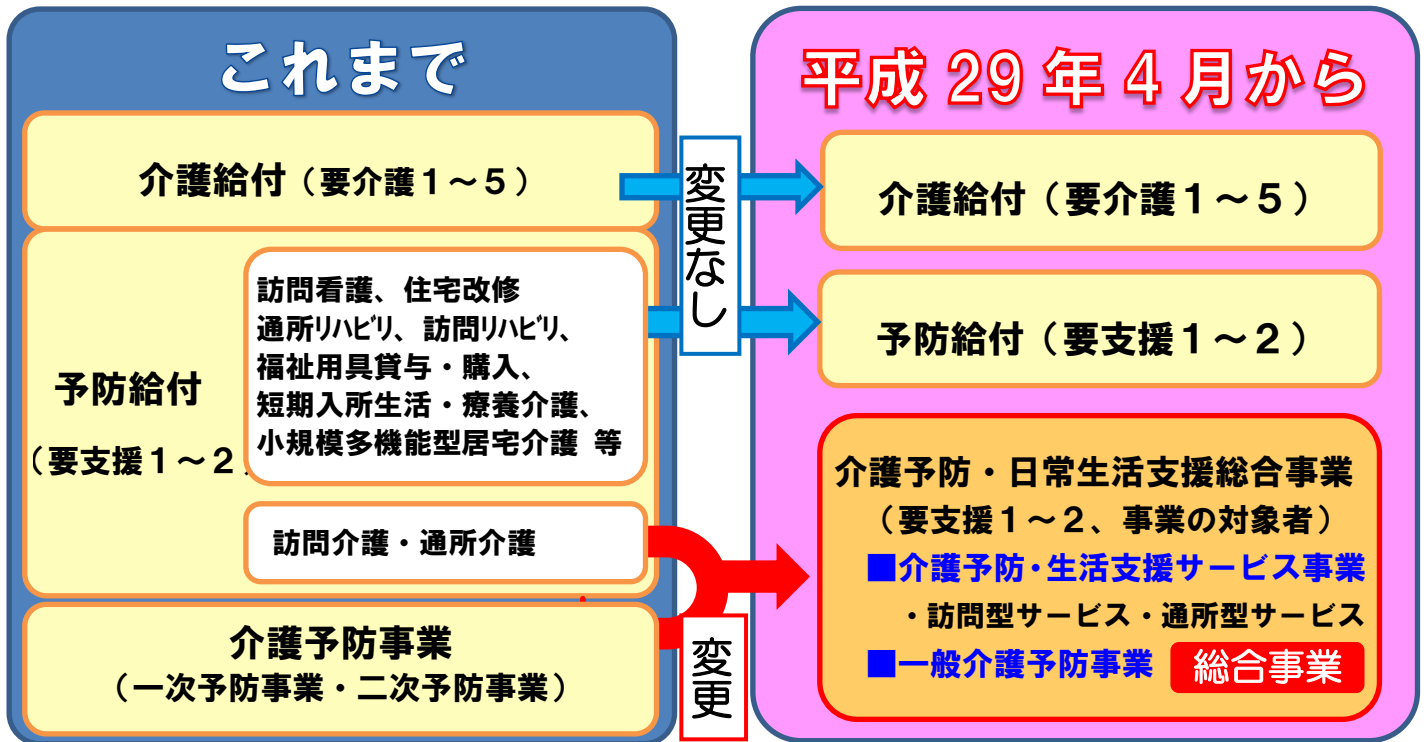 これまで
介護給付（要介護１～５）
予防給付
（要支援１～２）
訪問看護、住宅改修
通所ﾘﾊﾋﾞﾘ、訪問ﾘﾊﾋﾞﾘ、
福祉用具貸与・購入、
短期入所生活・療養介護、
小規模多機能型居宅介護 等
訪問介護・通所介護
介護予防事業
（一次予防事業・二次予防事業）
変更なし
変更
平成 29 年 4 月から
介護給付（要介護１～５）
予防給付（要支援１～２）
介護予防・日常生活支援総合事業
（要支援１～２、事業の対象者）
■介護予防・生活支援サービス事業
・訪問型サービス・通所型サービス
■一般介護予防事業
総合事業